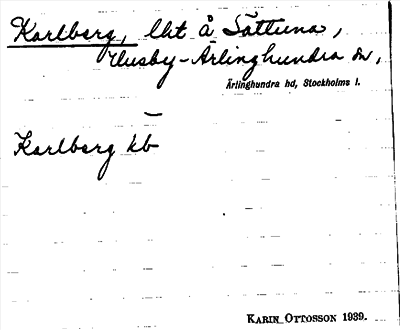 Karlberg, lht å Sättuna,
Husby-Ärlinghundra sn,
Ärlinghundra hd, Stockholms l.
Karlberg kb
KARIN OTTOSSON 1939.